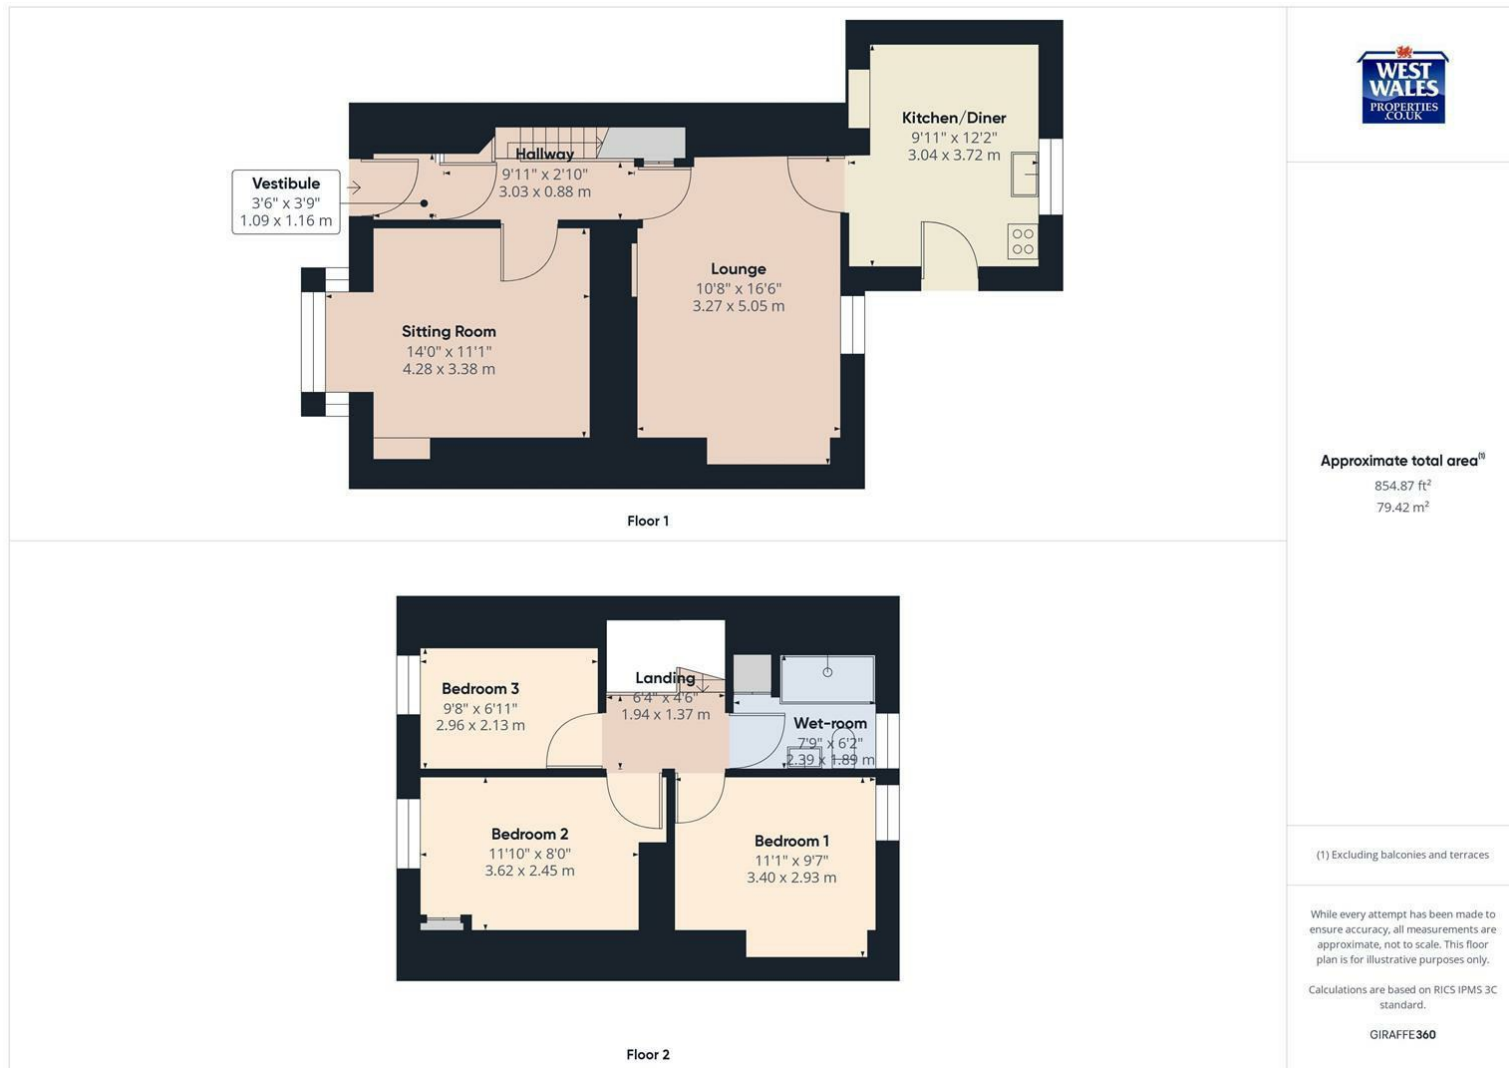 Kitchen/Diner
9'11" x 12'2"
3.04 x 3.72 m
Hallway
9'11" x 2'10"
3.03 x 0.88 m
Vestibule
3'6" x 3'9"
1.09 x 1.16 m
Lounge
10'8" x 16'6"
3.27 x 5.05 m
Sitting Room
14'0" x 11'1"
4.28 x 3.38 m
Floor 1
Landing
6'4" x 4'6"
1.94 x 1.37 m
Bedroom 3
9'8" x 6'11"
2.96 x 2.13 m
Wet-room
7'9" x 6'2"
2.39 x 1.89 m
Bedroom 2
11'10" x 8'0"
3.62 x 2.45 m
Bedroom 1
11'1" x 9'7"
3.40 x 2.93 m
Floor 2
WEST
WALES
PROPERTIES
.CO.UK
Approximate total area(1)
854.87 ft²
79.42 m²
(1) Excluding balconies and terraces
While every attempt has been made to
ensure accuracy, all measurements are
approximate, not to scale. This floor
plan is for illustrative purposes only.
Calculations are based on RICS IPMS 3C
standard.
GIRAFFE360